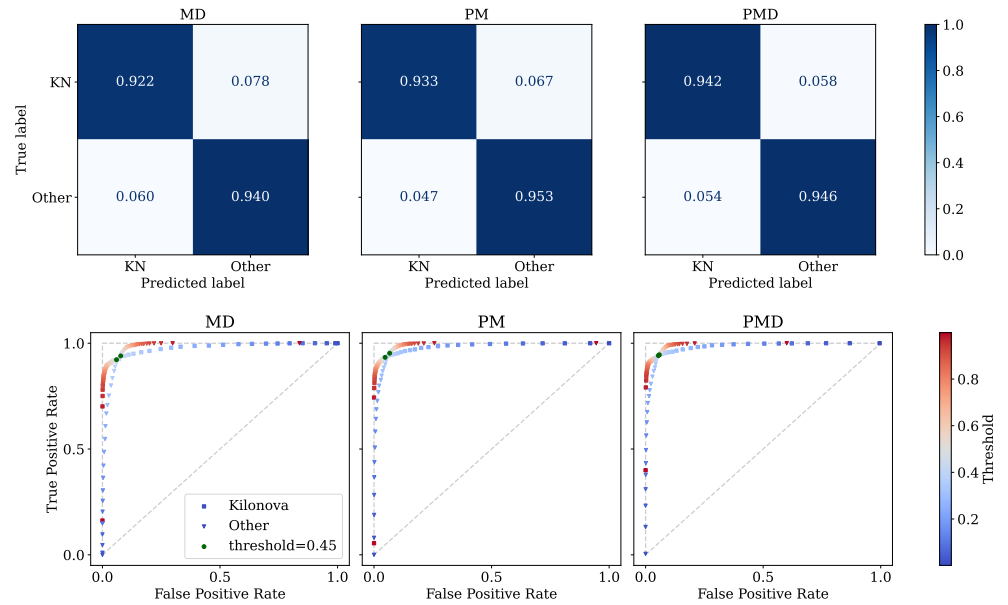 MD
PM
PMD
True label
KN
0.922
0.078
0.933
0.067
0.942
0.058
Other
0.060
0.940
0.047
0.953
0.054
0.946
KN
Other
KN
Other
KN
Other
Predicted label
Predicted label
Predicted label
1.0
0.8
0.6
0.4
0.2
0.0
MD
PM
PMD
True Positive Rate
1.0
0.5
0.0
Kilonova
Other
threshold=0.45
0.0
0.5
1.0
0.0
0.5
1.0
0.0
0.5
1.0
False Positive Rate
False Positive Rate
False Positive Rate
0.8
0.6
0.4
0.2
Threshold